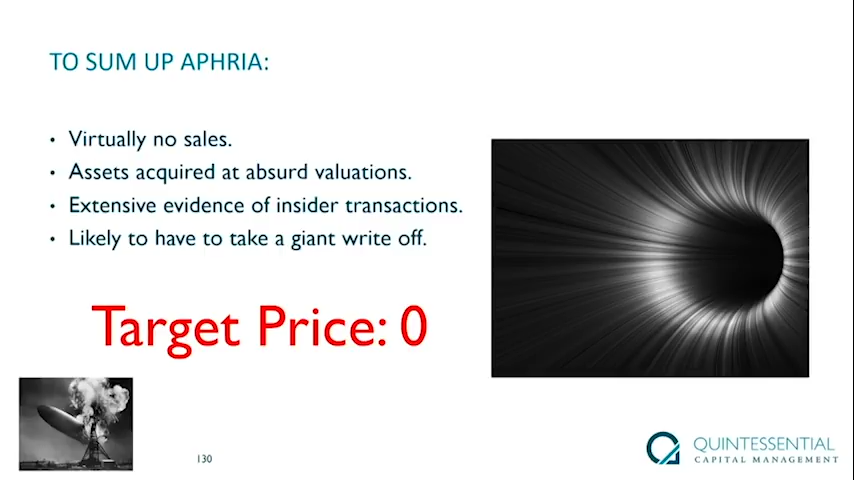 TO SUM UP APHRIA:
• Virtually no sales.
• Assets acquired at absurd valuations.
• Extensive evidence of insider transactions.
• Likely to have to take a giant write off.
Target Price: 0
130
QUINTESSENTIAL
CAPITAL MANAGEMENT